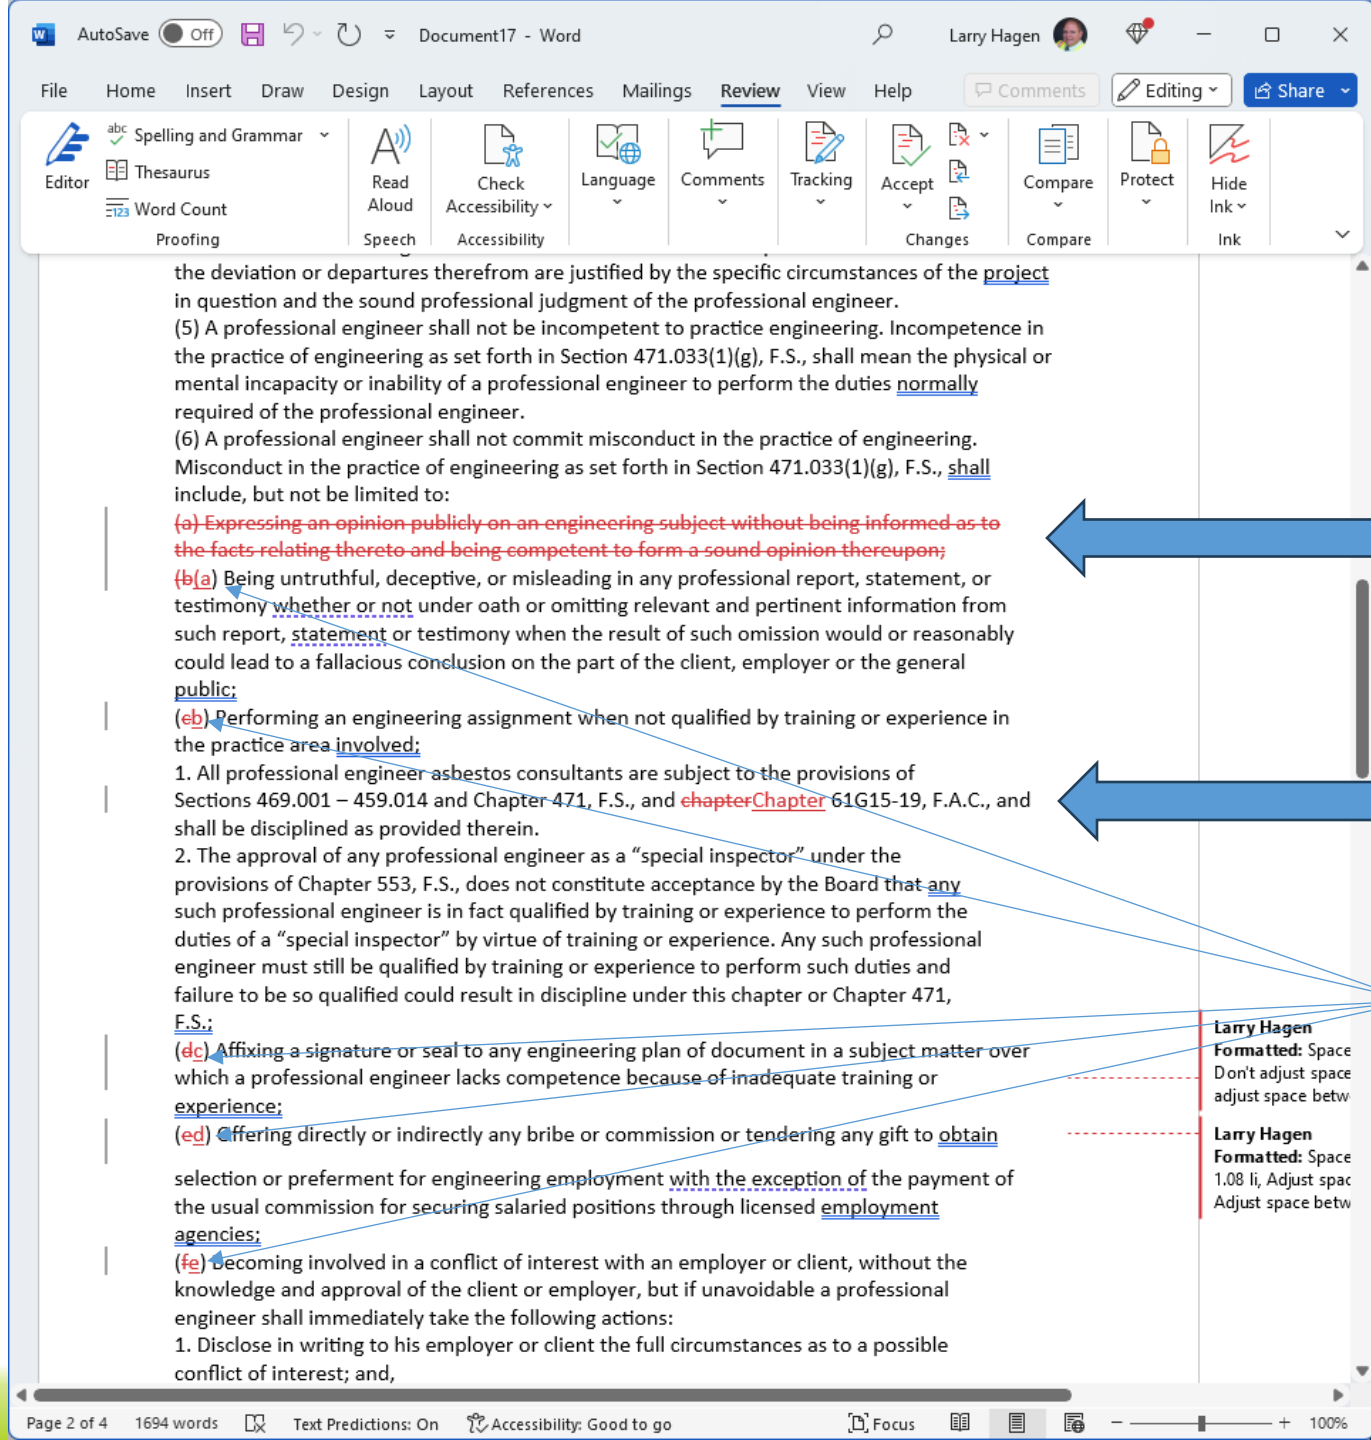 AutoSave Off Document17 - Word Larry Hagen
File Home Insert Draw Design Layout References Mailings Review View Help Comments Editing Share
Editor
abc Spelling and Grammar
Thesaurus
123 Word Count
Proofing
Read Aloud
Speech
Check Accessibility
Accessibility
Language
Comments
Tracking
Accept
Changes
Compare
Compare
Protect
Hide Ink
Ink
the deviation or departures therefrom are justified by the specific circumstances of the project
in question and the sound professional judgment of the professional engineer.
(5) A professional engineer shall not be incompetent to practice engineering. Incompetence in
the practice of engineering as set forth in Section 471.033(1)(g), F.S., shall mean the physical or
mental incapacity or inability of a professional engineer to perform the duties normally
required of the professional engineer.
(6) A professional engineer shall not commit misconduct in the practice of engineering.
Misconduct in the practice of engineering as set forth in Section 471.033(1)(g), F.S., shall
include, but not be limited to:
(a) Expressing an opinion publicly on an engineering subject without being informed as to
the facts relating thereto and being competent to form a sound opinion thereupon;
(b(a) Being untruthful, deceptive, or misleading in any professional report, statement, or
testimony whether or not under oath or omitting relevant and pertinent information from
such report, statement or testimony when the result of such omission would or reasonably
could lead to a fallacious conclusion on the part of the client, employer or the general
public;
(cb) Performing an engineering assignment when not qualified by training or experience in
the practice area involved;
1. All professional engineer asbestos consultants are subject to the provisions of
Sections 469.001 – 459.014 and Chapter 471, F.S., and chapterChapter 61G15-19, F.A.C., and
shall be disciplined as provided therein.
2. The approval of any professional engineer as a “special inspector” under the
provisions of Chapter 553, F.S., does not constitute acceptance by the Board that any
such professional engineer is in fact qualified by training or experience to perform the
duties of a “special inspector” by virtue of training or experience. Any such professional
engineer must still be qualified by training or experience to perform such duties and
failure to be so qualified could result in discipline under this chapter or Chapter 471,
F.S.;
(dc) Affixing a signature or seal to any engineering plan of document in a subject matter over
which a professional engineer lacks competence because of inadequate training or
experience;
(ed) Offering directly or indirectly any bribe or commission or tendering any gift to obtain
selection or preferment for engineering employment with the exception of the payment of
the usual commission for securing salaried positions through licensed employment
agencies;
(fe) Becoming involved in a conflict of interest with an employer or client, without the
knowledge and approval of the client or employer, but if unavoidable a professional
engineer shall immediately take the following actions:
1. Disclose in writing to his employer or client the full circumstances as to a possible
conflict of interest; and,
Larry Hagen
Formatted: Space
Don't adjust space
adjust space betw
Larry Hagen
Formatted: Space
1.08 li, Adjust spac
Adjust space betw
Page 2 of 4 1694 words Text Predictions: On Accessibility: Good to go Focus 100%